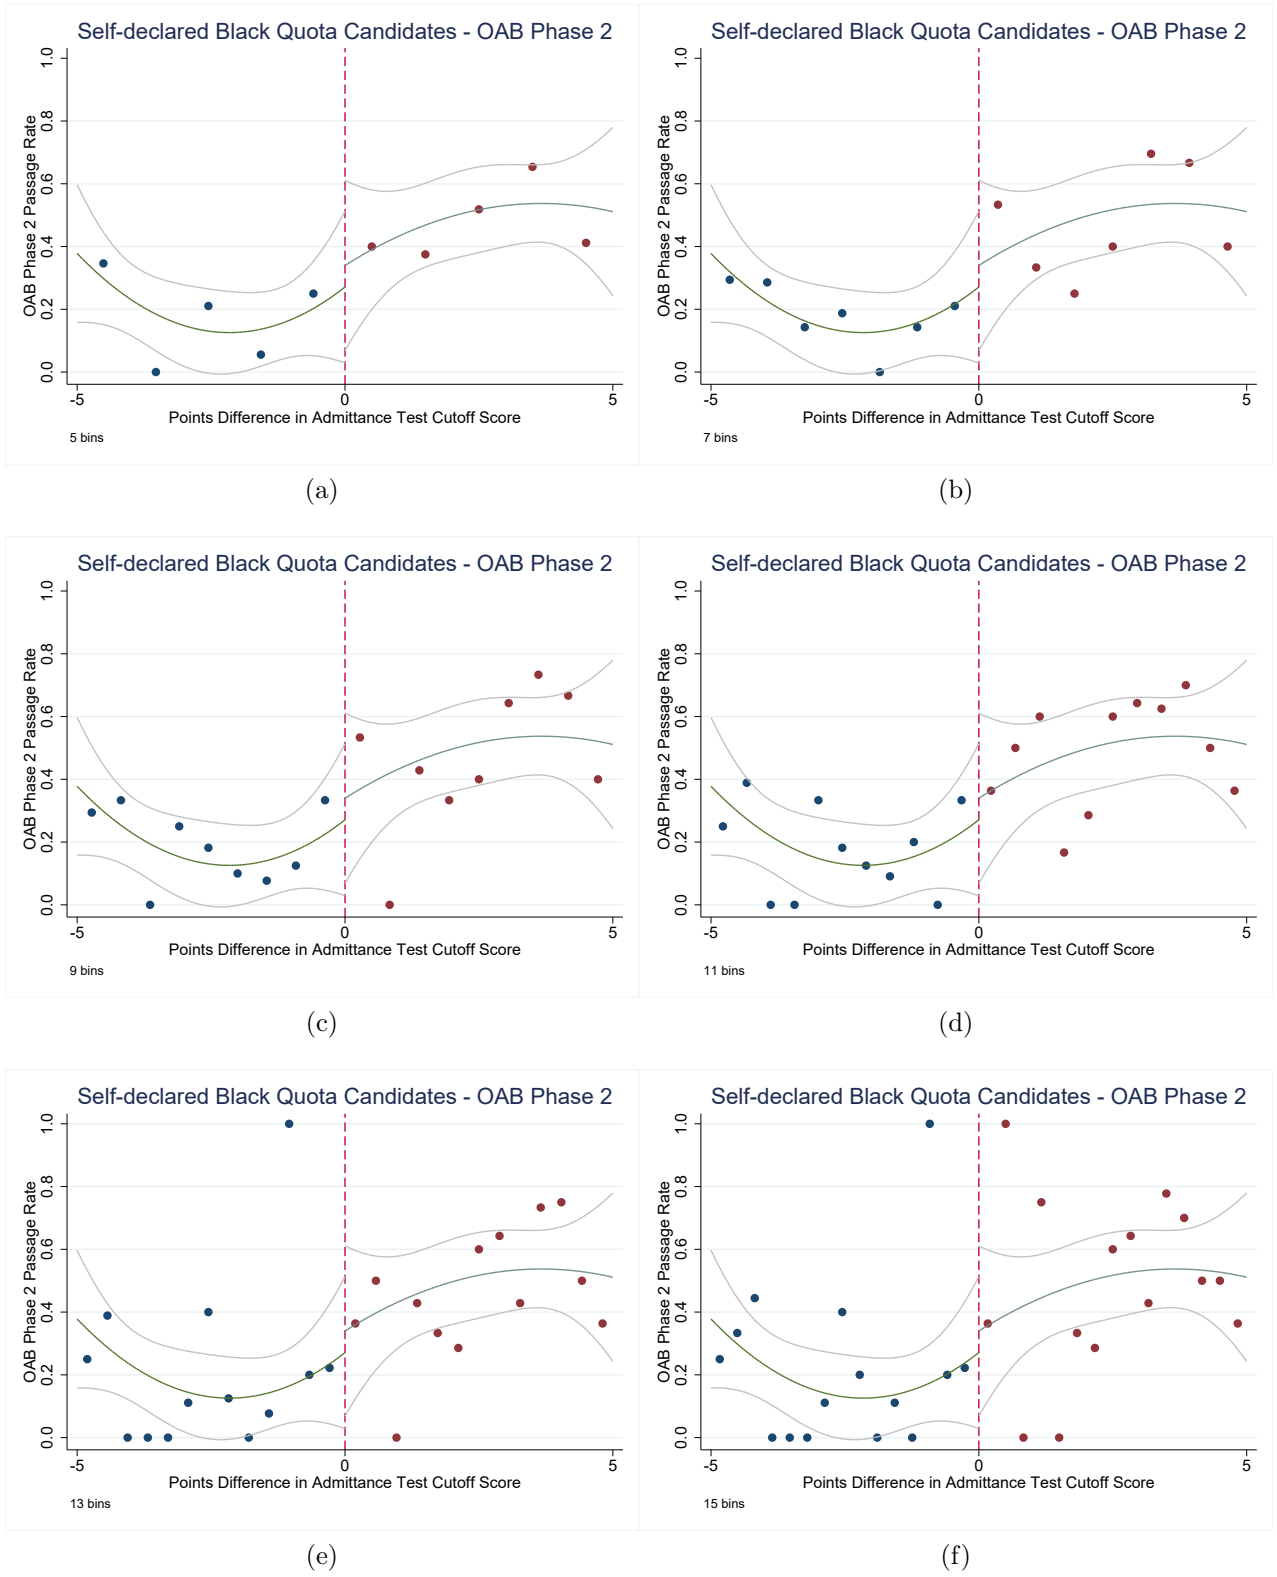 Self-declared Black Quota Candidates - OAB Phase 2
OAB Phase 2 Passage Rate
1.0
0.8
0.6
0.4
0.2
0.0
-5 0 5
Points Difference in Admittance Test Cutoff Score
5 bins
(a)
Self-declared Black Quota Candidates - OAB Phase 2
OAB Phase 2 Passage Rate
1.0
0.8
0.6
0.4
0.2
0.0
-5 0 5
Points Difference in Admittance Test Cutoff Score
7 bins
(b)
Self-declared Black Quota Candidates - OAB Phase 2
OAB Phase 2 Passage Rate
1.0
0.8
0.6
0.4
0.2
0.0
-5 0 5
Points Difference in Admittance Test Cutoff Score
9 bins
(c)
Self-declared Black Quota Candidates - OAB Phase 2
OAB Phase 2 Passage Rate
1.0
0.8
0.6
0.4
0.2
0.0
-5 0 5
Points Difference in Admittance Test Cutoff Score
11 bins
(d)
Self-declared Black Quota Candidates - OAB Phase 2
OAB Phase 2 Passage Rate
1.0
0.8
0.6
0.4
0.2
0.0
-5 0 5
Points Difference in Admittance Test Cutoff Score
13 bins
(e)
Self-declared Black Quota Candidates - OAB Phase 2
OAB Phase 2 Passage Rate
1.0
0.8
0.6
0.4
0.2
0.0
-5 0 5
Points Difference in Admittance Test Cutoff Score
15 bins
(f)